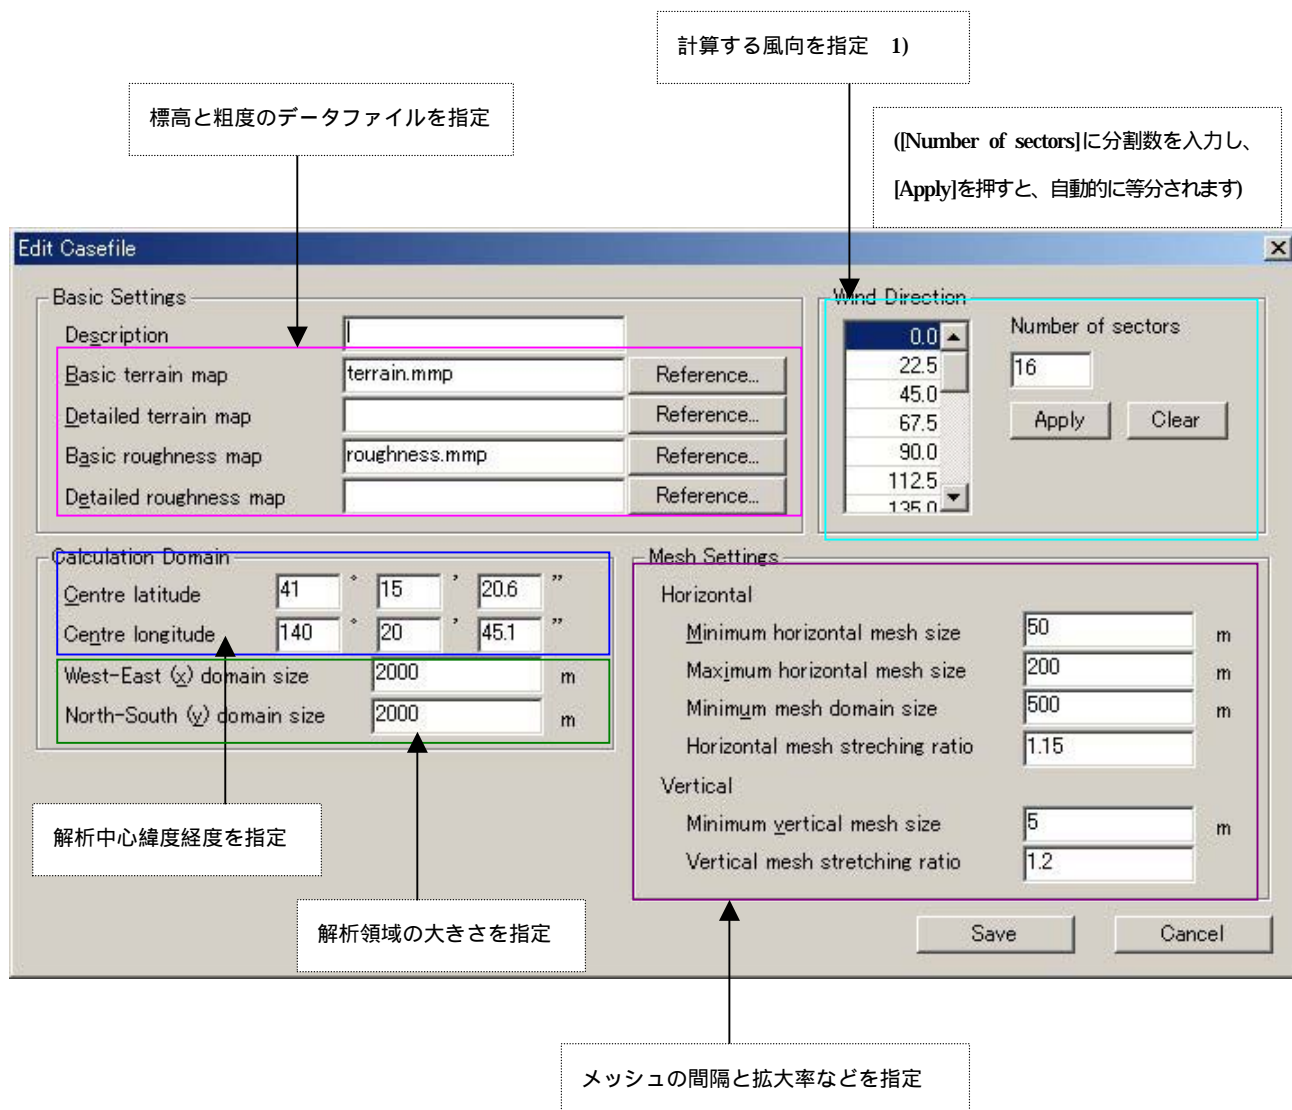 計算する風向を指定 1)
標高と粗度のデータファイルを指定
([Number of sectors]に分割数を入力し、
[Apply]を押すと、自動的に等分されます)
Edit Casefile
Basic Settings
Description
Basic terrain map terrain.mmp Reference...
Detailed terrain map Reference...
Basic roughness map roughness.mmp Reference...
Detailed roughness map Reference...
Wind Direction
0.0
22.5
45.0
67.5
90.0
112.5
135.0
Number of sectors
16
Apply Clear
Calculation Domain
Centre latitude 41 ° 15 ' 20.6 "
Centre longitude 140 ° 20 ' 45.1 "
West-East (x) domain size 2000 m
North-South (y) domain size 2000 m
Mesh Settings
Horizontal
Minimum horizontal mesh size 50 m
Maximum horizontal mesh size 200 m
Minimum mesh domain size 500 m
Horizontal mesh streching ratio 1.15
Vertical
Minimum vertical mesh size 5 m
Vertical mesh stretching ratio 1.2
解析中心緯度経度を指定
解析領域の大きさを指定
Save Cancel
メッシュの間隔と拡大率などを指定